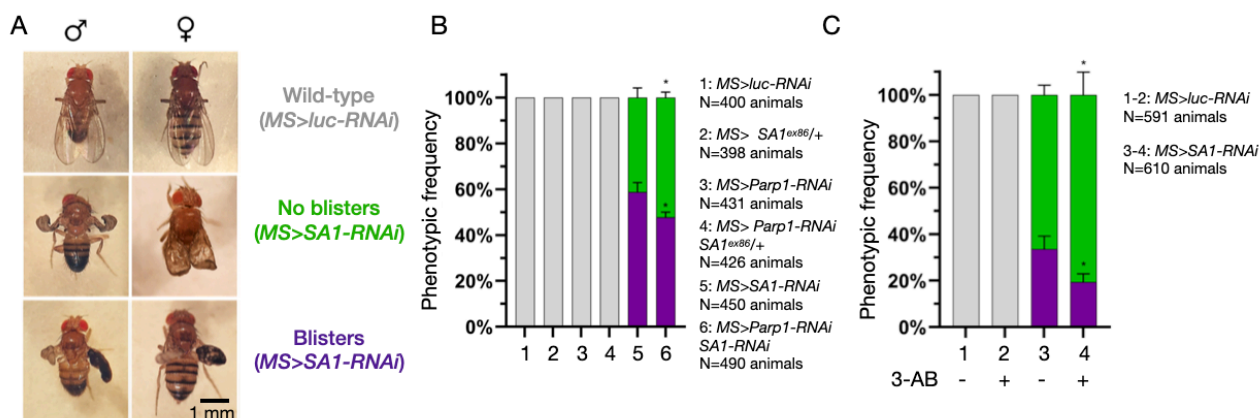 A
♂ ♀
Wild-type
(MS>luc-RNAi)
No blisters
(MS>SA1-RNAi)
Blisters
(MS>SA1-RNAi)
1 mm
B
Phenotypic frequency
100%
80%
60%
40%
20%
0%
* *
1 2 3 4 5 6
1: MS>luc-RNAi
N=400 animals
2: MS> SA1ex86/+
N=398 animals
3: MS>Parp1-RNAi
N=431 animals
4: MS> Parp1-RNAi
SA1ex86/+
N=426 animals
5: MS>SA1-RNAi
N=450 animals
6: MS>Parp1-RNAi
SA1-RNAi
N=490 animals
C
Phenotypic frequency
100%
80%
60%
40%
20%
0%
* *
1 2 3 4
3-AB - + - +
1-2: MS>luc-RNAi
N=591 animals
3-4: MS>SA1-RNAi
N=610 animals